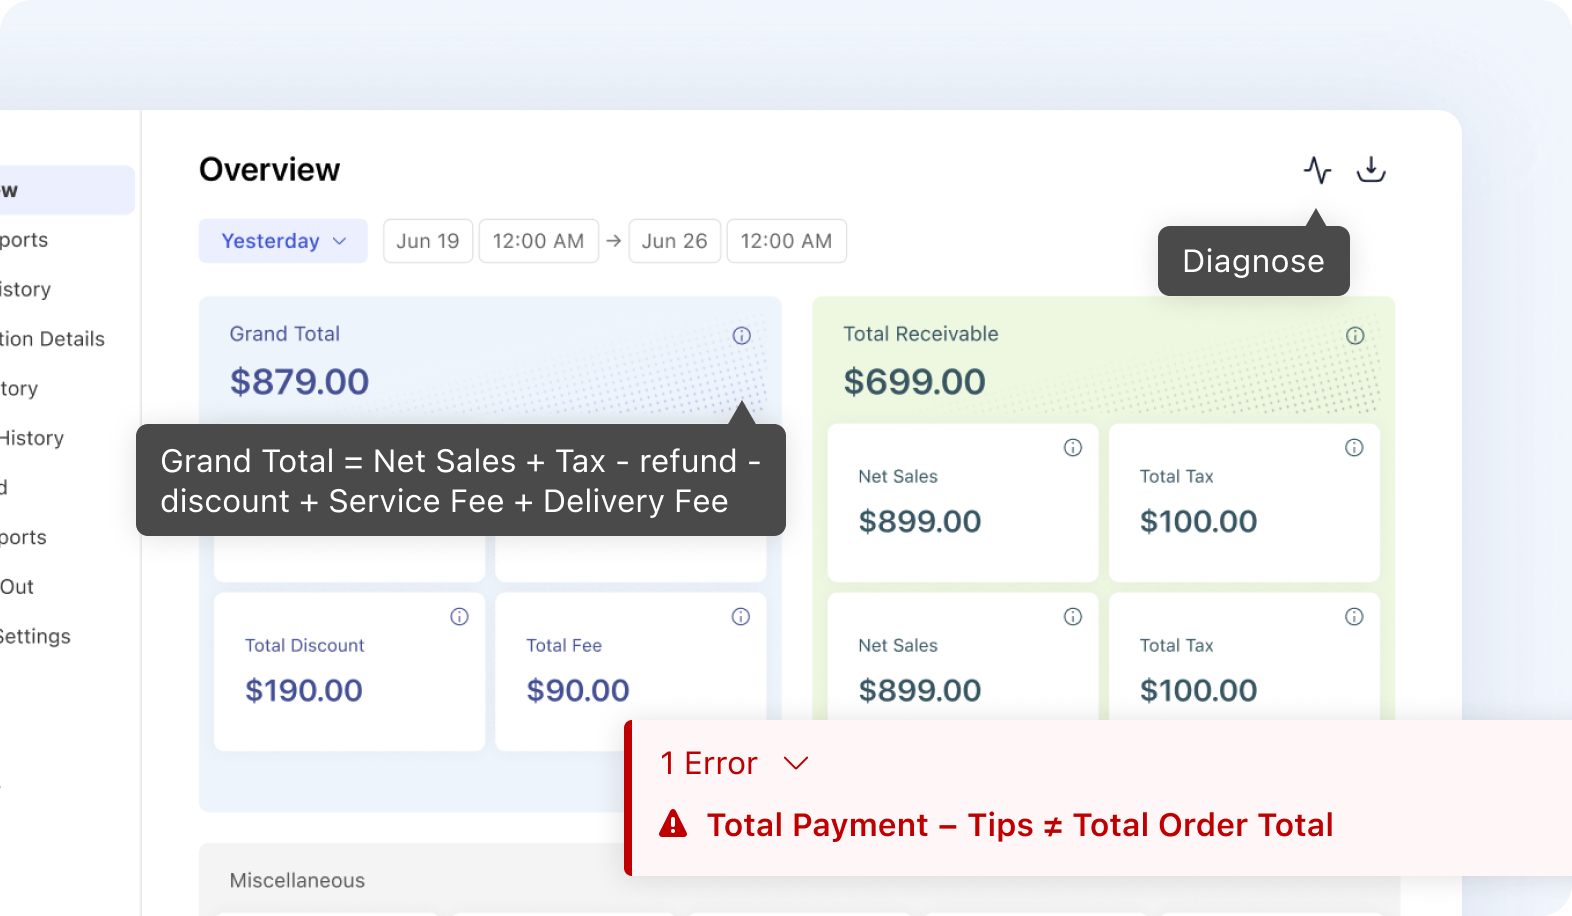 Overview
Yesterday
Jun 19
12:00 AM
→
Jun 26
12:00 AM
Diagnose
ports
istory
tion Details
tory
History
ports
Out
Settings
Grand Total
$879.00
Grand Total = Net Sales + Tax - refund -
discount + Service Fee + Delivery Fee
Total Discount
$190.00
Total Fee
$90.00
Total Receivable
$699.00
Net Sales
$899.00
Total Tax
$100.00
Net Sales
$899.00
Total Tax
$100.00
1 Error
Total Payment – Tips ≠ Total Order Total
Miscellaneous